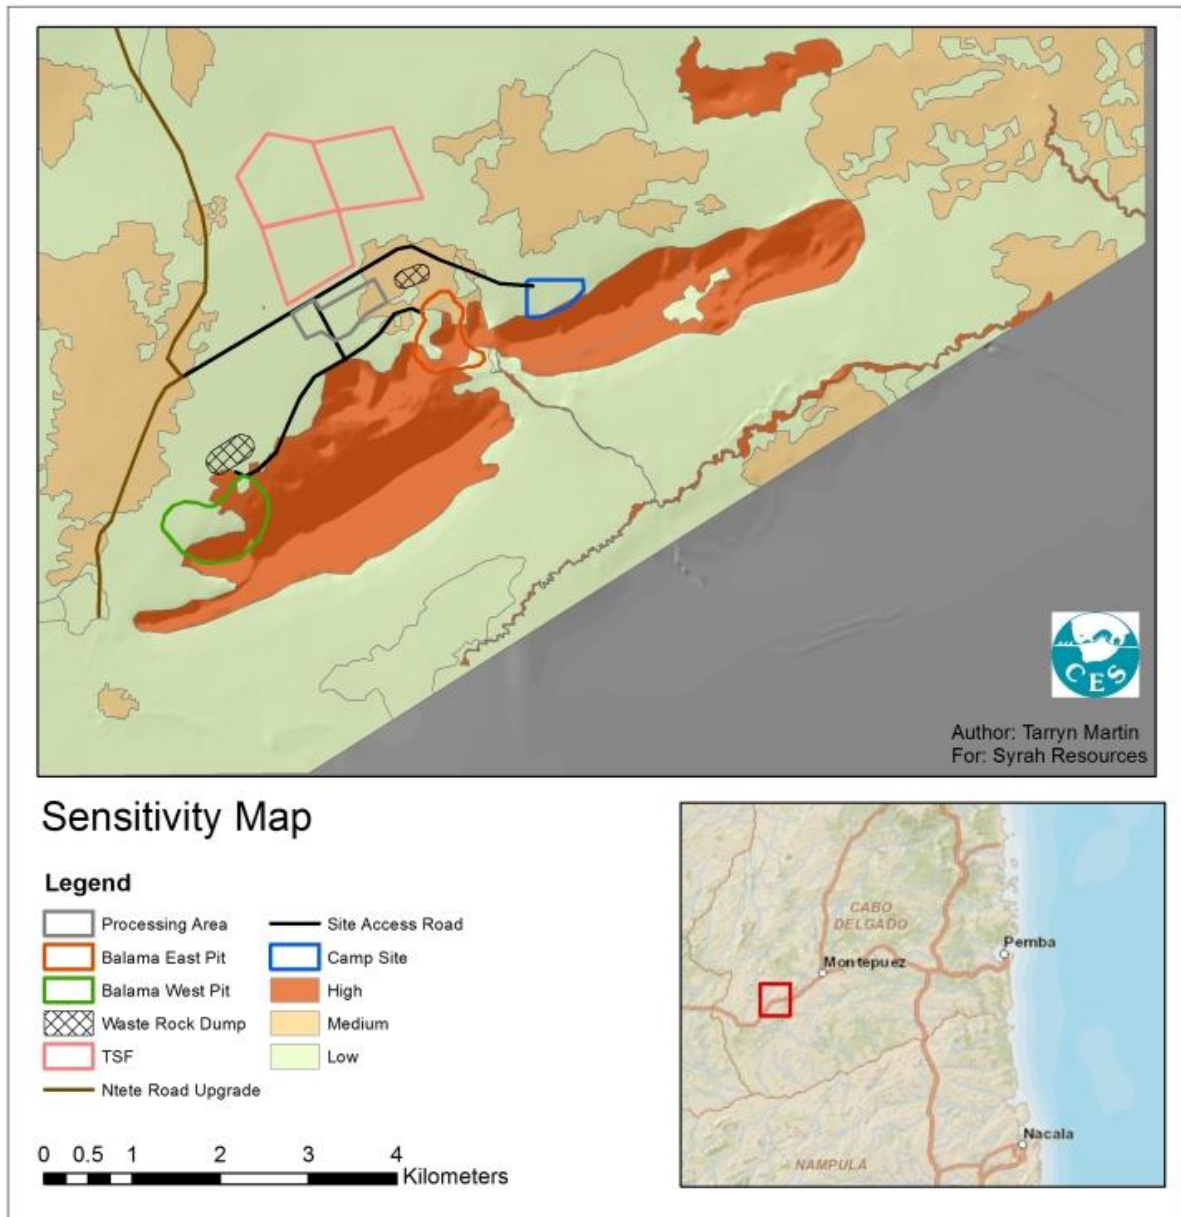 CES
Author: Tarryn Martin
For: Syrah Resources
Sensitivity Map
Legend
Processing Area
Balama East Pit
Balama West Pit
Waste Rock Dump
TSF
Ntete Road Upgrade
Site Access Road
Camp Site
High
Medium
Low
0 0.5 1 2 3 4
Kilometers
CABO
DELGADO
Pemba
Montepuez
Nacala
NAMPULA